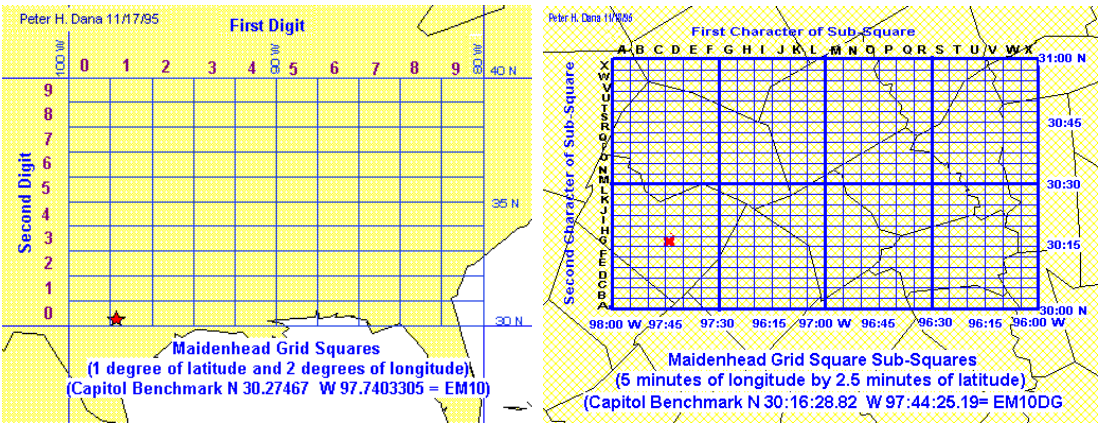 Peter H. Dana 11/17/95
First Digit
100 W
90 W
80 W
0 1 2 3 4 5 6 7 8 9
40 N
9
8
7
6
5
4
3
2
1
0
Second Digit
35 N
30 N
Maidenhead Grid Squares
(1 degree of latitude and 2 degrees of longitude)
(Capitol Benchmark N 30.27467 W 97.7403305 = EM10)
Peter H. Dana 11/18/95
First Character of Sub-Square
A B C D E F G H I J K L M N O P Q R S T U V W X
31:00 N
X
W
V
U
T
S
R
Q
P
O
N
M
L
K
J
I
H
G
F
E
D
C
B
A
Second Character of Sub-Square
30:45
30:30
30:15
30:00 N
98:00 W 97:45 97:30 96:15 97:00 W 96:45 96:30 96:15 96:00 W
Maidenhead Grid Square Sub-Squares
(5 minutes of longitude by 2.5 minutes of latitude)
(Capitol Benchmark N 30:16:28.82 W 97:44:25.19= EM10DG